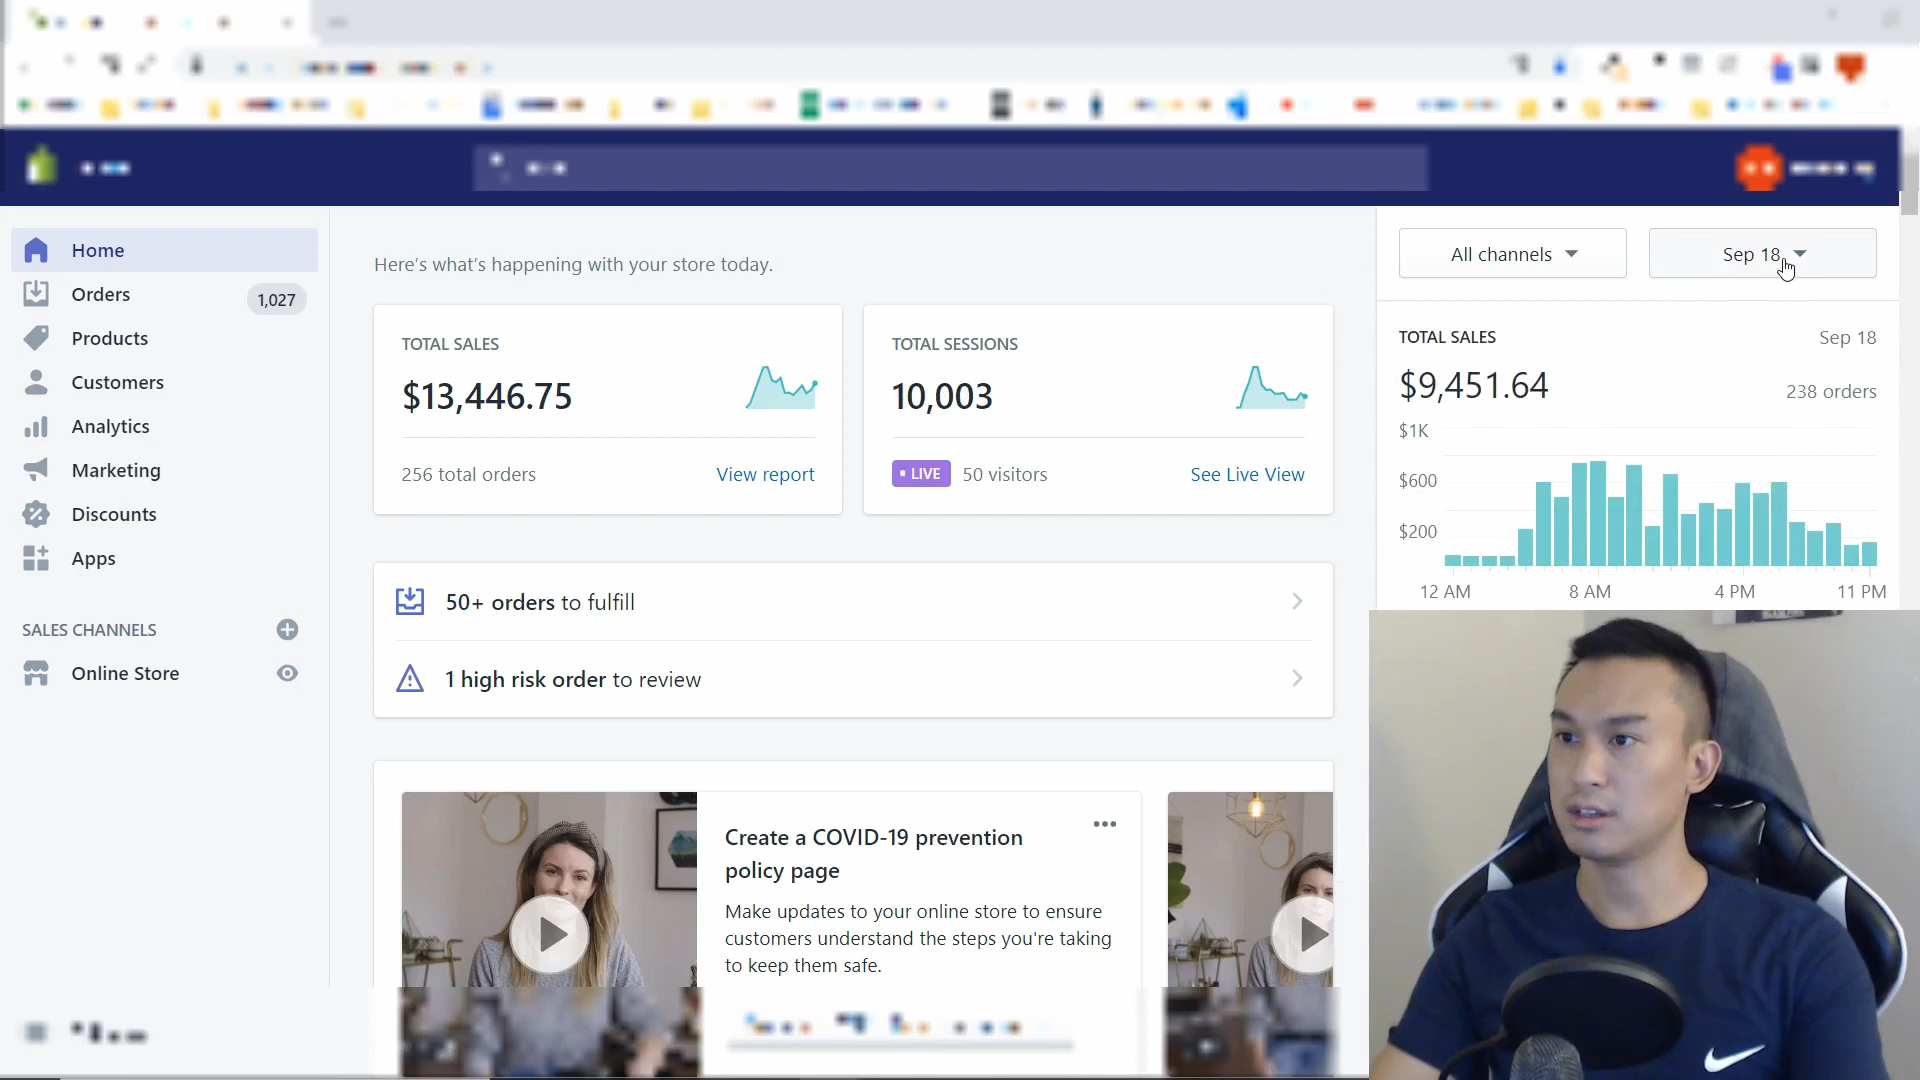 Home
Orders
1,027
Products
Customers
Analytics
Marketing
Discounts
Apps
SALES CHANNELS
Online Store
Here's what's happening with your store today.
TOTAL SALES
$13,446.75
256 total orders
View report
TOTAL SESSIONS
10,003
LIVE
50 visitors
See Live View
50+ orders to fulfill
1 high risk order to review
Create a COVID-19 prevention
policy page
Make updates to your online store to ensure
customers understand the steps you're taking
to keep them safe.
All channels
Sep 18
TOTAL SALES
Sep 18
$9,451.64
238 orders
$1K
$600
$200
12 AM
8 AM
4 PM
11 PM